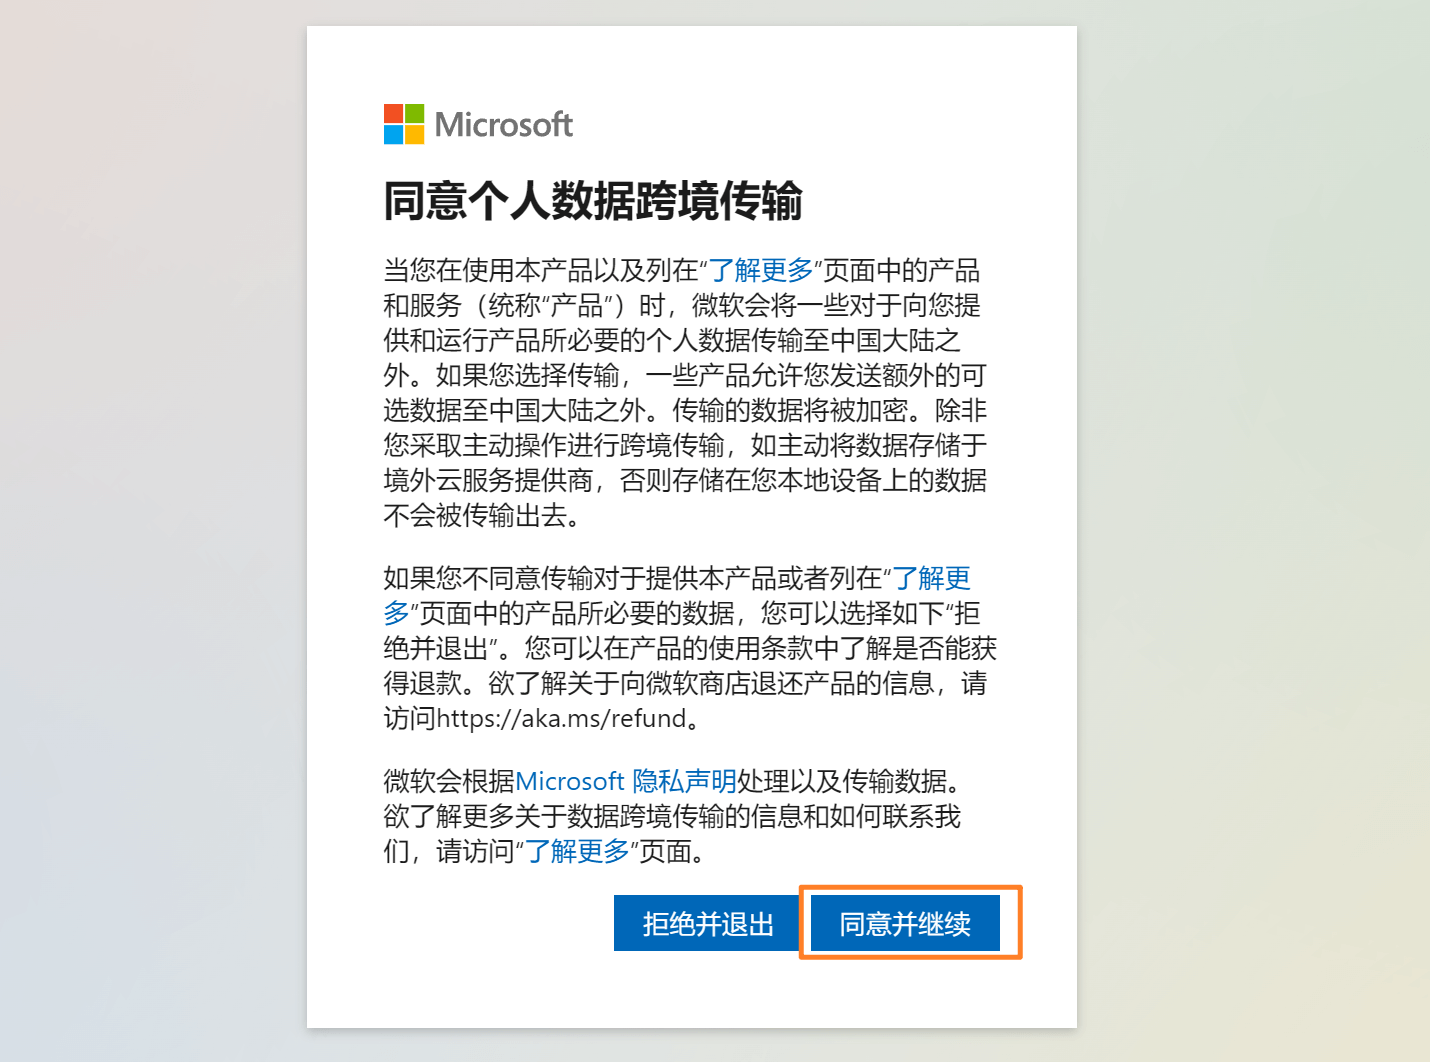 Microsoft
同意个人数据跨境传输
当您在使用本产品以及列在“了解更多”页面中的产品
和服务（统称“产品”）时，微软会将一些对于向您提
供和运行产品所必要的个人数据传输至中国大陆之
外。如果您选择传输，一些产品允许您发送额外的可
选数据至中国大陆之外。传输的数据将被加密。除非
您采取主动操作进行跨境传输，如主动将数据存储于
境外云服务提供商，否则存储在您本地设备上的数据
不会被传输出去。
如果您不同意传输对于提供本产品或者列在“了解更
多”页面中的产品所必要的数据，您可以选择如下“拒
绝并退出”。您可以在产品的使用条款中了解是否能获
得退款。欲了解关于向微软商店退还产品的信息，请
访问https://aka.ms/refund。
微软会根据Microsoft 隐私声明处理以及传输数据。
欲了解更多关于数据跨境传输的信息和如何联系我
们，请访问“了解更多”页面。
拒绝并退出 同意并继续